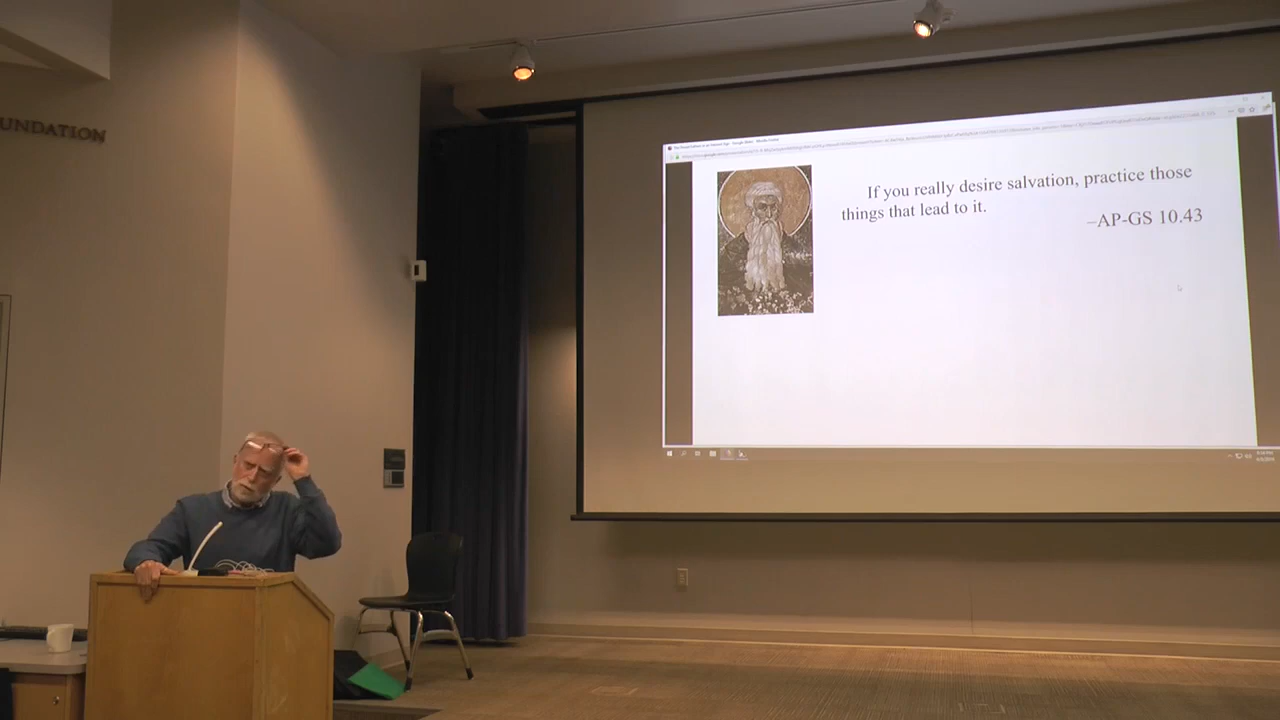 UNDATION
If you really desire salvation, practice those
things that lead to it.
–AP-GS 10.43